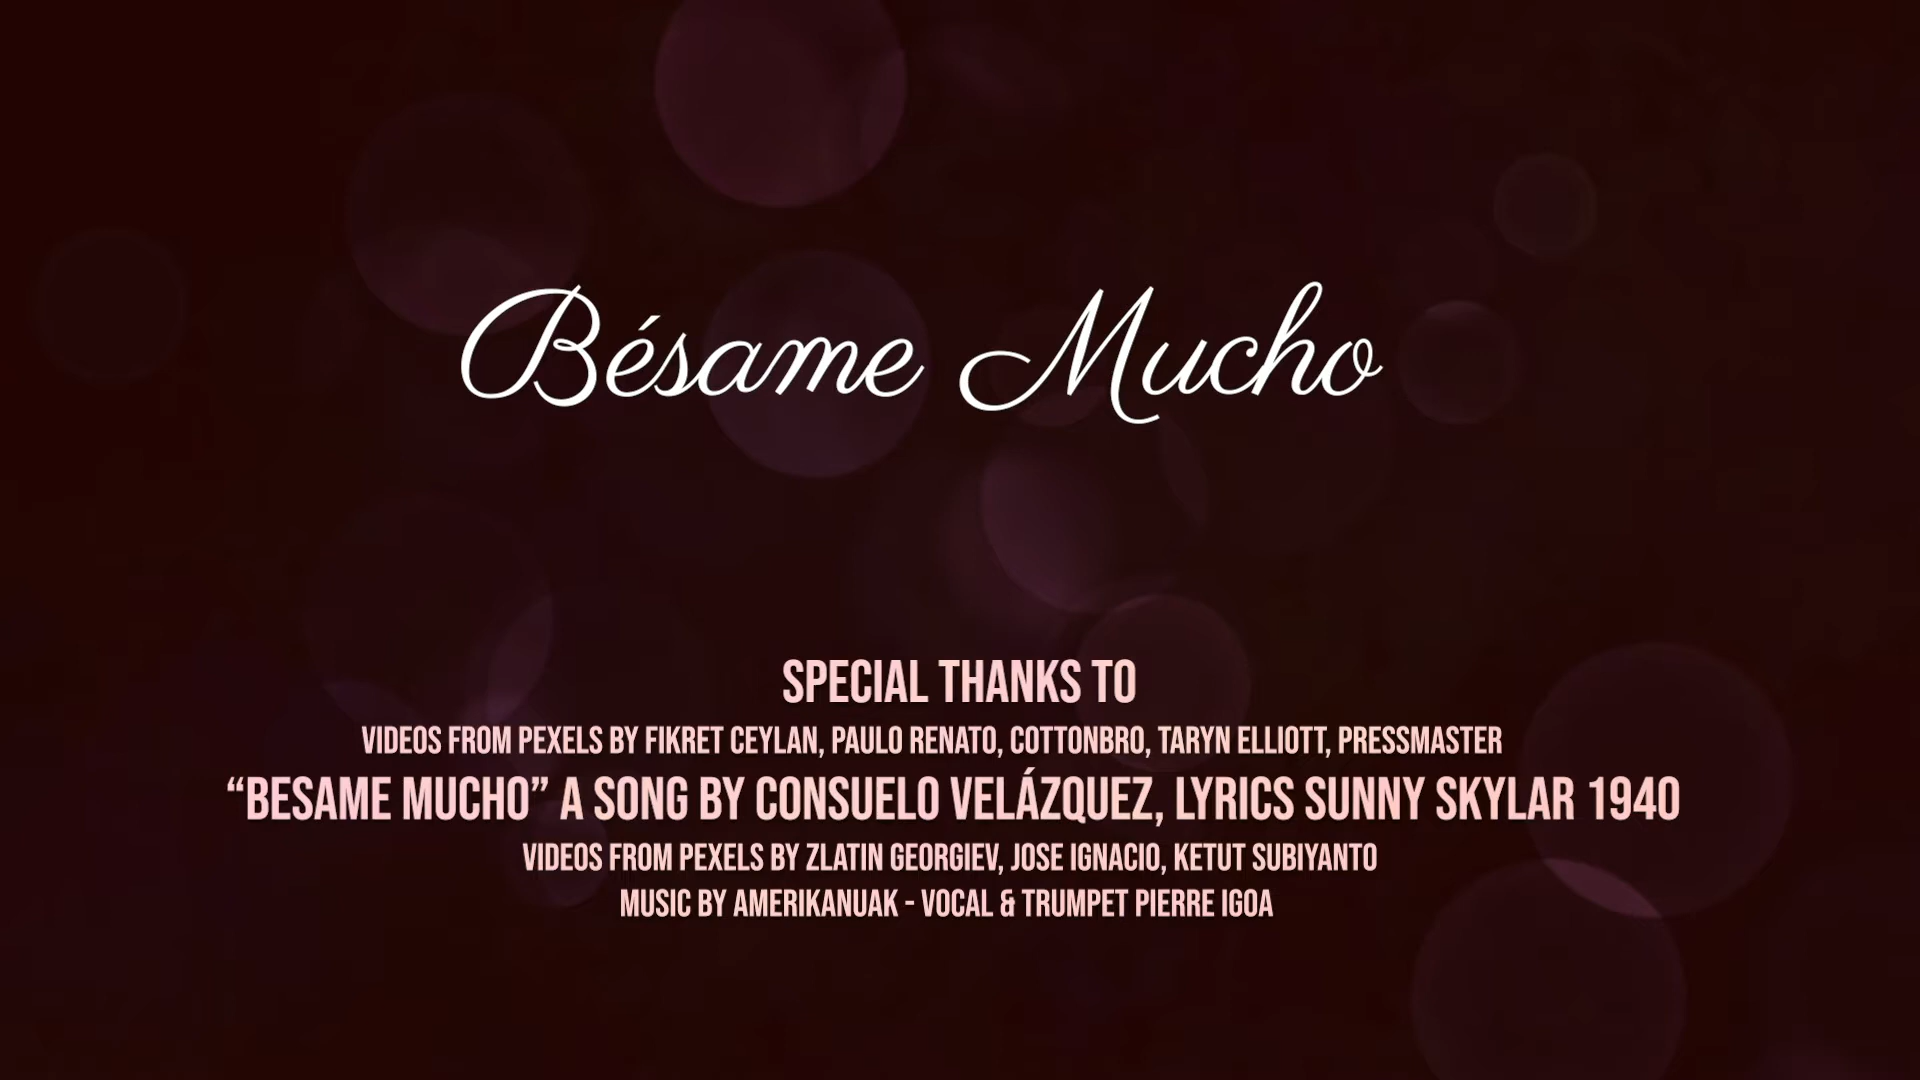 Bésame Mucho
SPECIAL THANKS TO
VIDEOS FROM PEXELS BY FIKRET CEYLAN, PAULO RENATO, COTTONBRO, TARYN ELLIOTT, PRESSMASTER
“BESAME MUCHO” A SONG BY CONSUELO VELÁZQUEZ, LYRICS SUNNY SKYLAR 1940
VIDEOS FROM PEXELS BY ZLATIN GEORGIEV, JOSE IGNACIO, KETUT SUBIYANTO
MUSIC BY AMERIKANUAK - VOCAL & TRUMPET PIERRE IGOA